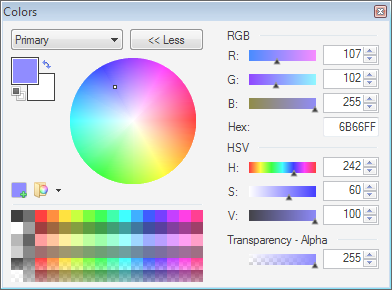 Colors
Primary
<< Less
RGB
R: 107
G: 102
B: 255
Hex: 6B66FF
HSV
H: 242
S: 60
V: 100
Transparency - Alpha
255